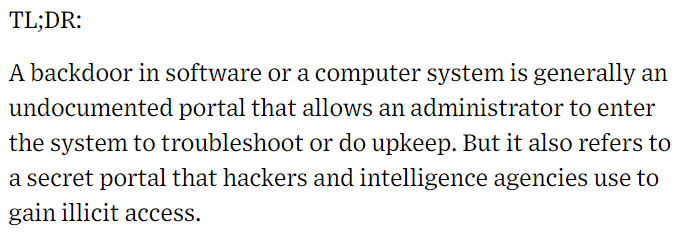 TL;DR:
A backdoor in software or a computer system is generally an
undocumented portal that allows an administrator to enter
the system to troubleshoot or do upkeep. But it also refers to
a secret portal that hackers and intelligence agencies use to
gain illicit access.